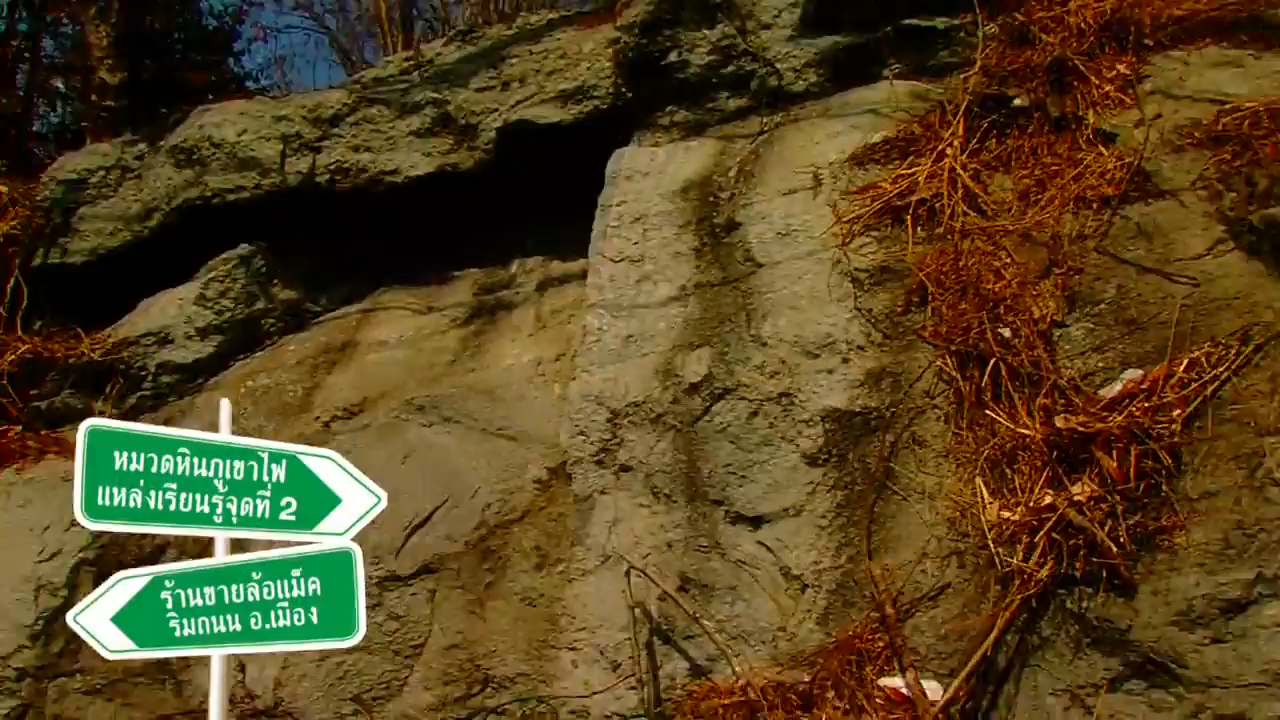 หมวดหินภูเขาไฟ
แหล่งเรียนรู้จุดที่ 2
ร้านขายล้อแม็ค
ริมถนน อ.เมือง